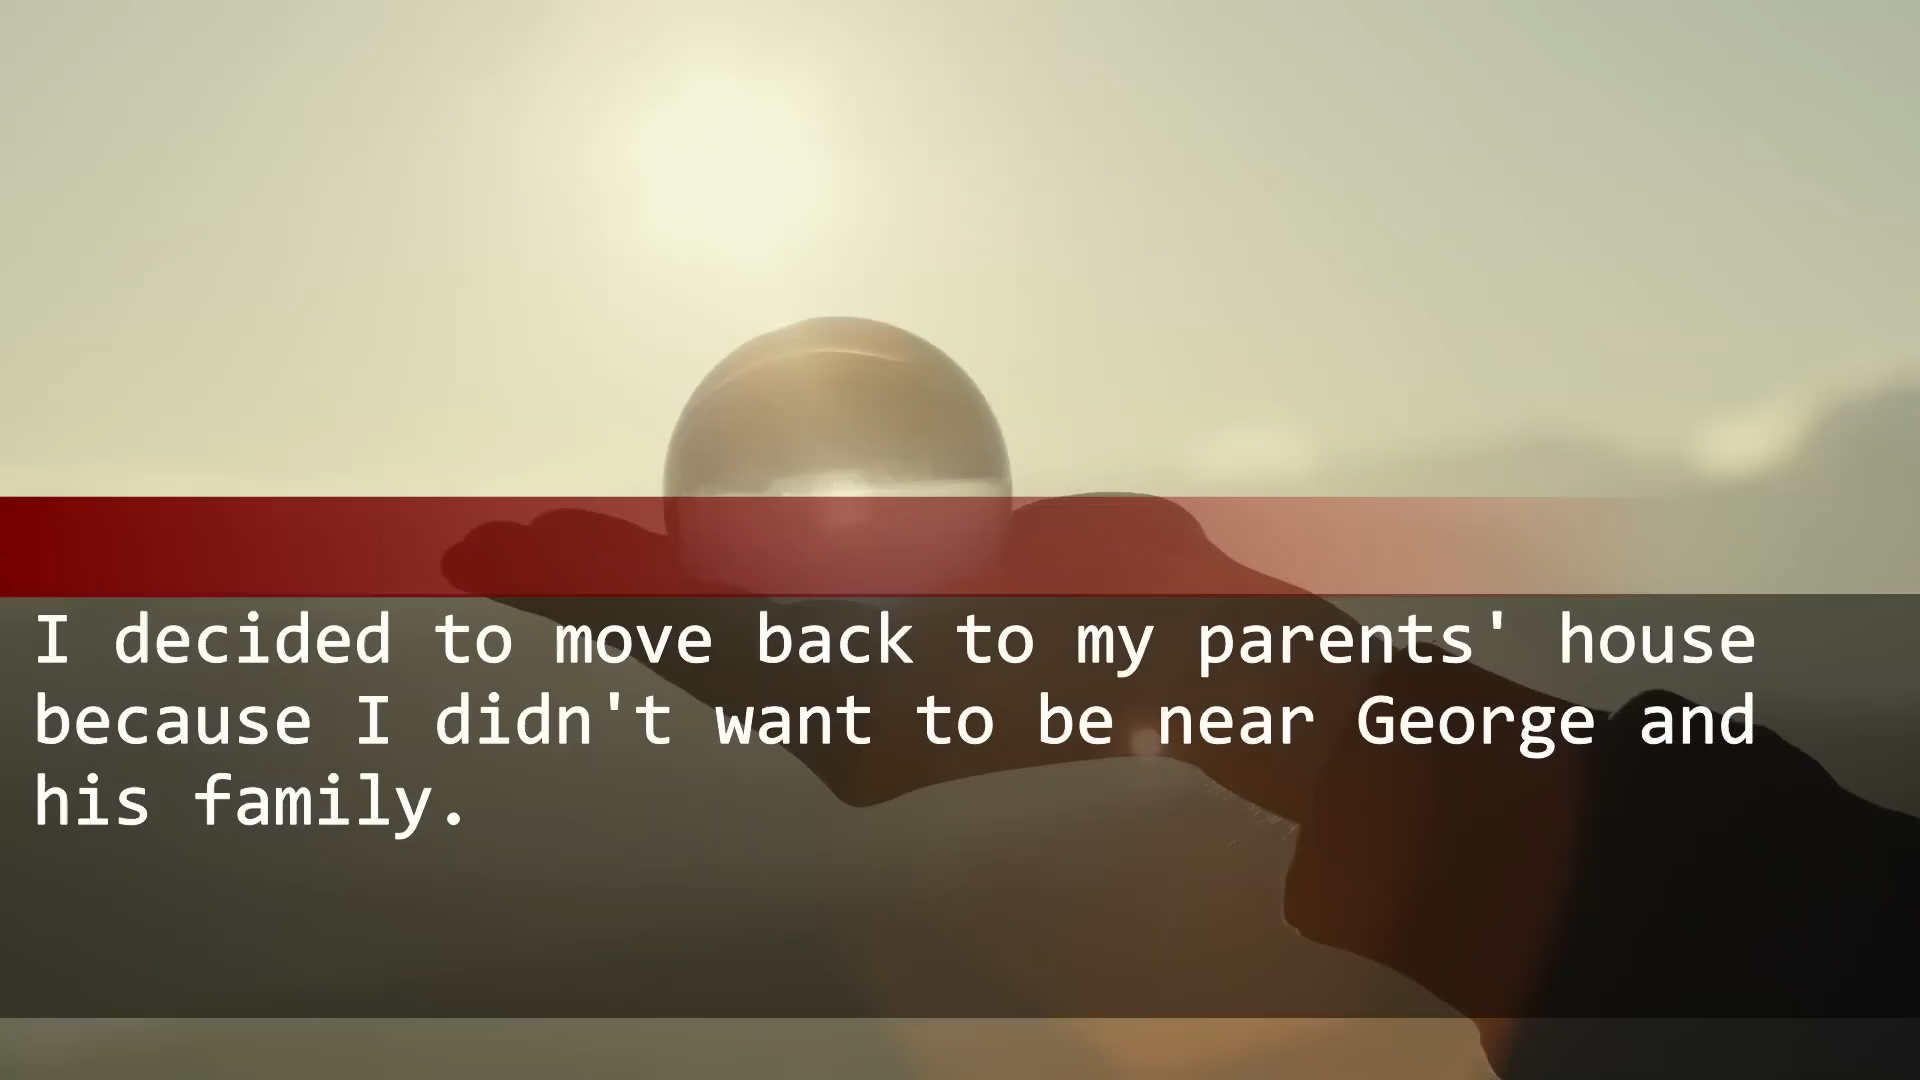 I decided to move back to my parents' house
because I didn't want to be near George and
his family.